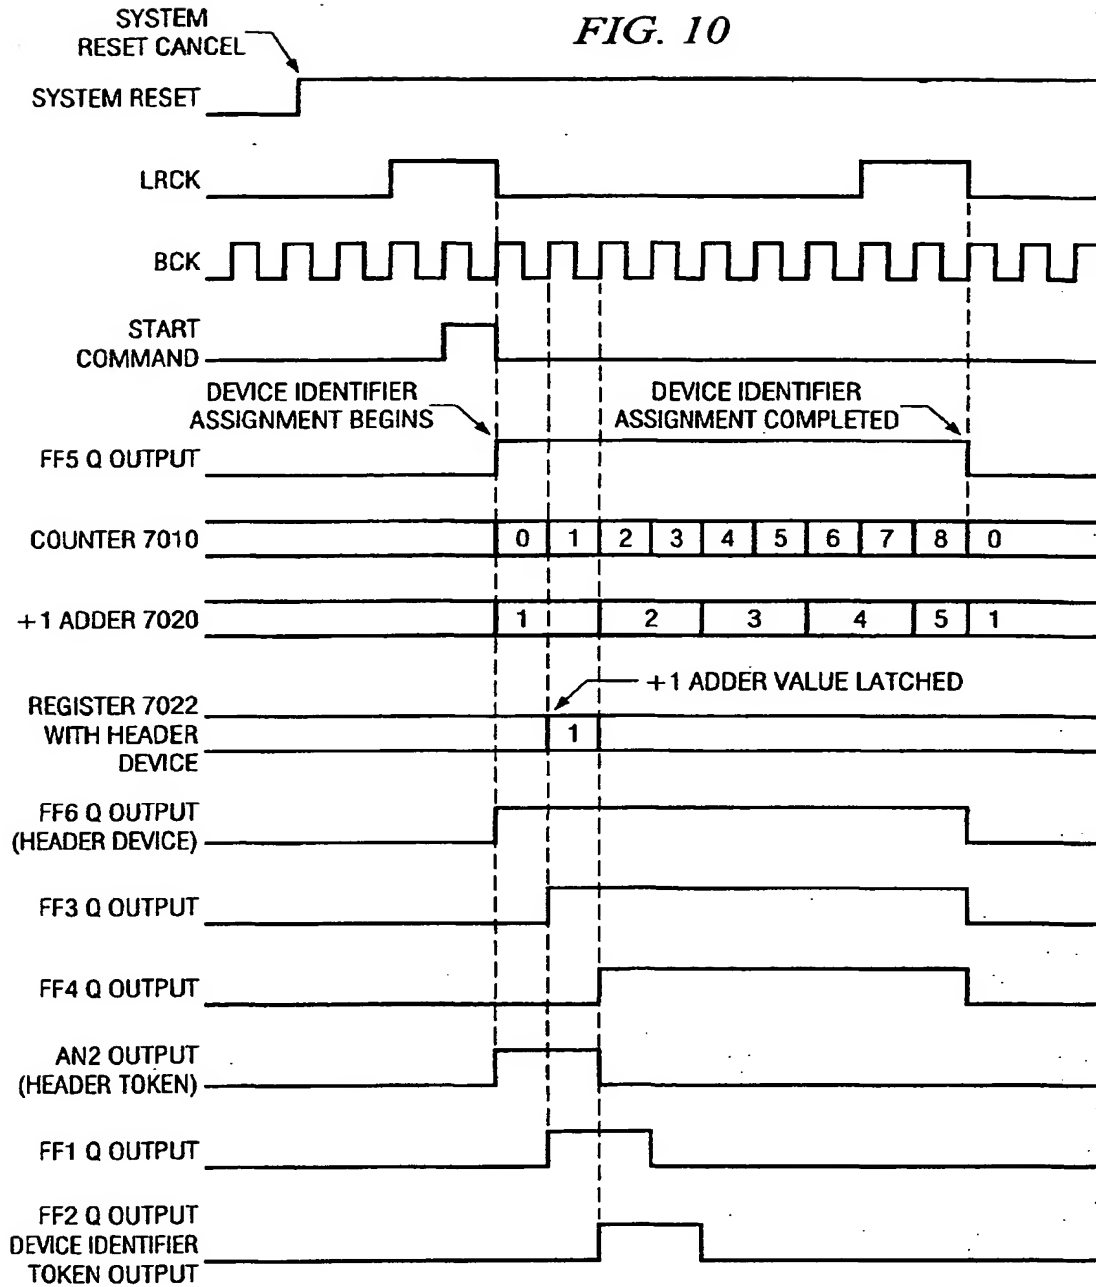 FIG. 10
SYSTEM
RESET CANCEL
SYSTEM RESET
LRCK
BCK
START
COMMAND
DEVICE IDENTIFIER
ASSIGNMENT BEGINS
DEVICE IDENTIFIER
ASSIGNMENT COMPLETED
FF5 Q OUTPUT
COUNTER 7010
0 1 2 3 4 5 6 7 8 0
+1 ADDER 7020
1 2 3 4 5 1
+1 ADDER VALUE LATCHED
REGISTER 7022
WITH HEADER
DEVICE
1
FF6 Q OUTPUT
(HEADER DEVICE)
FF3 Q OUTPUT
FF4 Q OUTPUT
AN2 OUTPUT
(HEADER TOKEN)
FF1 Q OUTPUT
FF2 Q OUTPUT
DEVICE IDENTIFIER
TOKEN OUTPUT